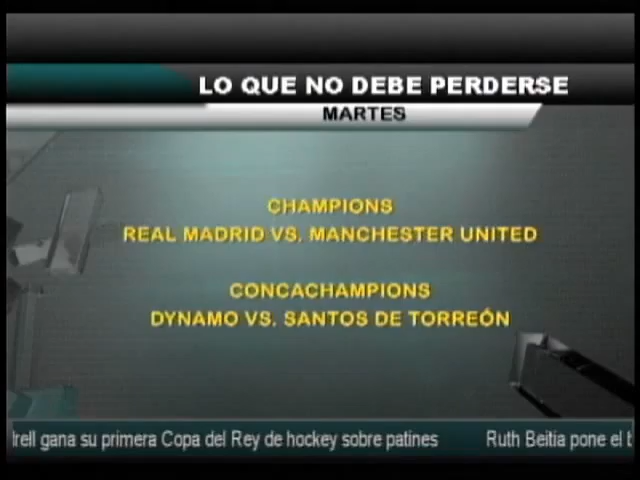 LO QUE NO DEBE PERDERSE
MARTES
CHAMPIONS
REAL MADRID VS. MANCHESTER UNITED
CONCACHAMPIONS
DYNAMO VS. SANTOS DE TORREÓN
gana su primera Copa del Rey de hockey sobre patines Ruth Beitia pone el